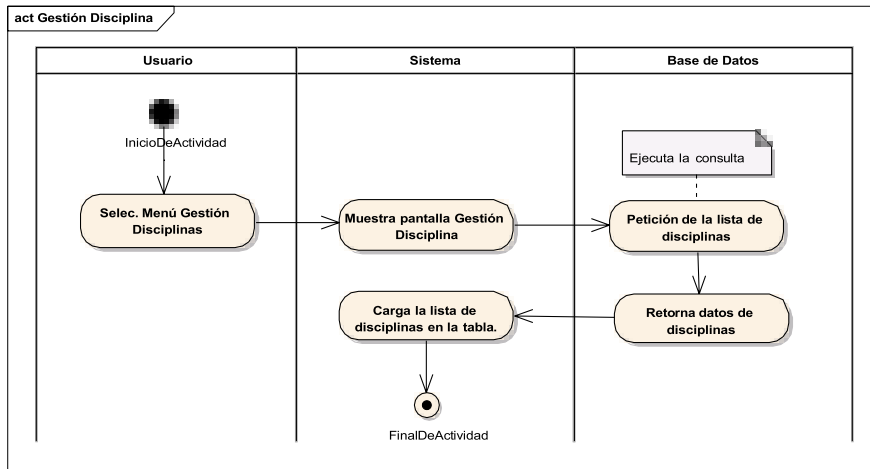 act Gestión Disciplina
Usuario
Sistema
Base de Datos
InicioDeActividad
Ejecuta la consulta
Selec. Menú Gestión
Disciplinas
Muestra pantalla Gestión
Disciplina
Petición de la lista de
disciplinas
Carga la lista de
disciplinas en la tabla.
Retorna datos de
disciplinas
FinalDeActividad